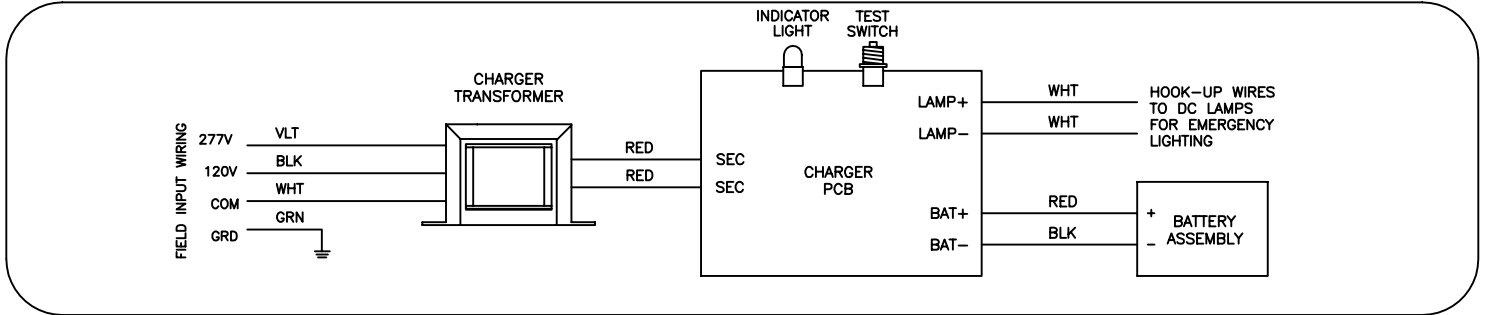 INDICATOR
LIGHT
TEST
SWITCH
CHARGER
TRANSFORMER
FIELD INPUT WIRING
277V
VLT
120V
BLK
COM
WHT
GRD
GRN
RED
RED
SEC
SEC
CHARGER
PCB
LAMP+
LAMP-
WHT
WHT
HOOK-UP WIRES
TO DC LAMPS
FOR EMERGENCY
LIGHTING
BAT+
BAT-
RED
BLK
+
-
BATTERY
ASSEMBLY